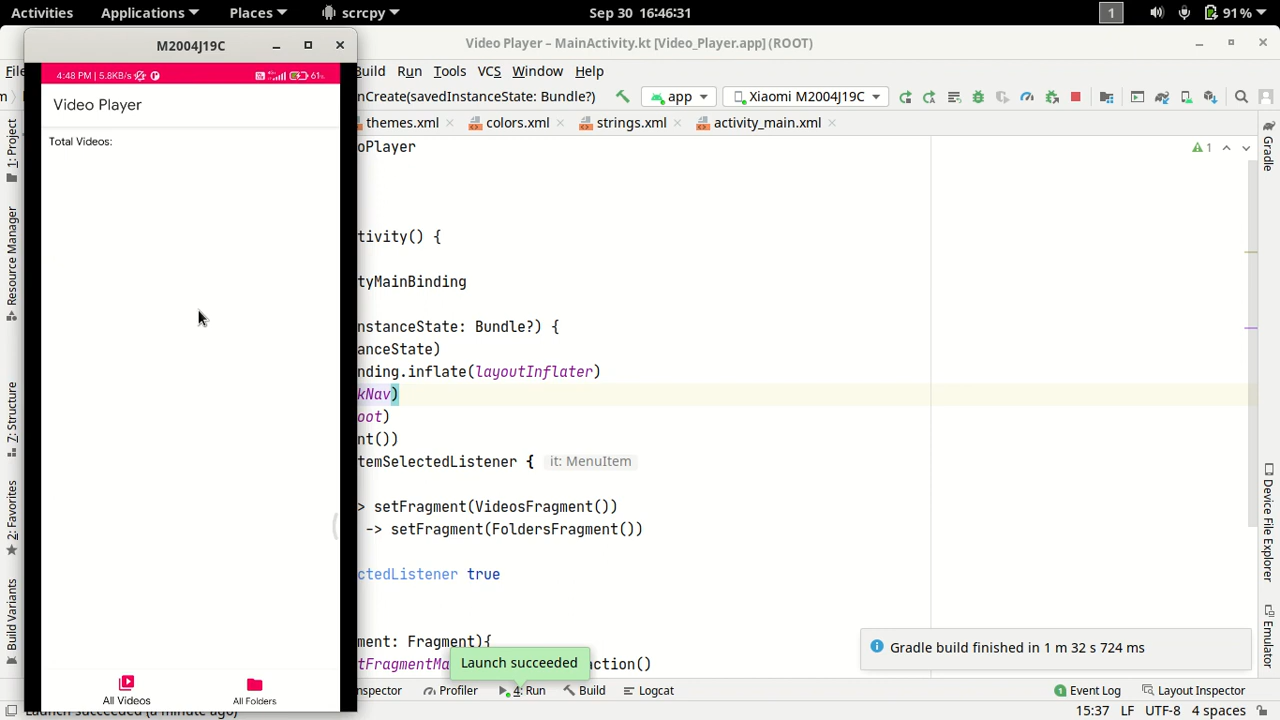 Activities Applications Places scrcpy Sep 30 16:46:31 1 91%
M2004J19C
Video Player – MainActivity.kt [Video_Player.app] (ROOT)
Build Run Tools VCS Window Help
4:48 PM | 5.8KB/s 61
Video Player
Total Videos:
All Videos All Folders
nCreate(savedInstanceState: Bundle?) app Xiaomi M2004J19C
themes.xml colors.xml strings.xml activity_main.xml
oPlayer
1
tivity() {
tyMainBinding
nstanceState: Bundle?) {
anceState)
nding.inflate(layoutInflater)
kNav)
oot)
nt())
temSelectedListener { it: MenuItem
> setFragment(VideosFragment())
-> setFragment(FoldersFragment())
ctedListener true
ment: Fragment){
tFragmentMa
action()
Launch succeeded
Gradle build finished in 1 m 32 s 724 ms
1: Project
Resource Manager
7: Structure
2: Favorites
Build Variants
Gradle
Device File Explorer
Emulator
nspector Profiler 4: Run Build Logcat Event Log Layout Inspector
Launch succeeded (a minute ago) 15:37 LF UTF-8 4 spaces